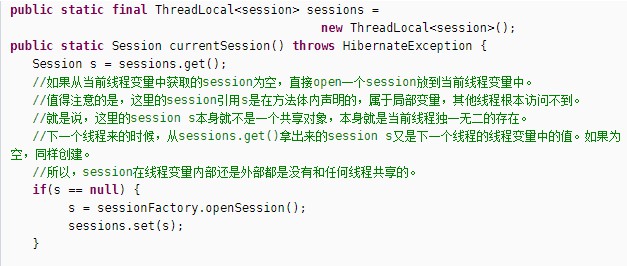 public static final ThreadLocal<session> sessions =
new ThreadLocal<session>();
public static Session currentSession() throws HibernateException {
Session s = sessions.get();
//如果从当前线程变量中获取的session为空，直接open一个session放到当前线程变量中。
//值得注意的是，这里的session引用s是在方法体内声明的，属于局部变量，其他线程根本访问不到。
//就是说，这里的session s本身就不是一个共享对象，本身就是当前线程独一无二的存在。
//下一个线程来的时候，从sessions.get()拿出来的session s又是下一个线程的线程变量中的值。如果为
空，同样创建。
//所以，session在线程变量内部还是外部都是没有和任何线程共享的。
if(s == null) {
s = sessionFactory.openSession();
sessions.set(s);
}